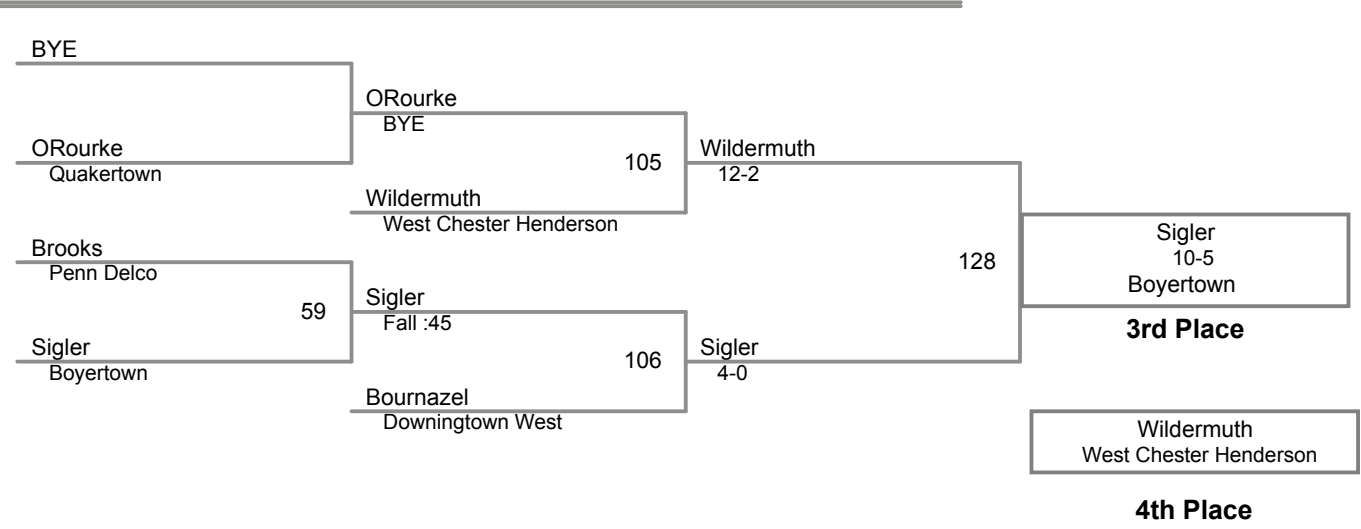 BYE
ORourke
Quakertown
Brooks
Penn Delco
59
Sigler
Boyertown
ORourke
BYE
105
Wildermuth
West Chester Henderson
Sigler
Fall :45
106
Bournazel
Downingtown West
Wildermuth
12-2
128
Sigler
4-0
Sigler
10-5
Boyertown
3rd Place
Wildermuth
West Chester Henderson
4th Place